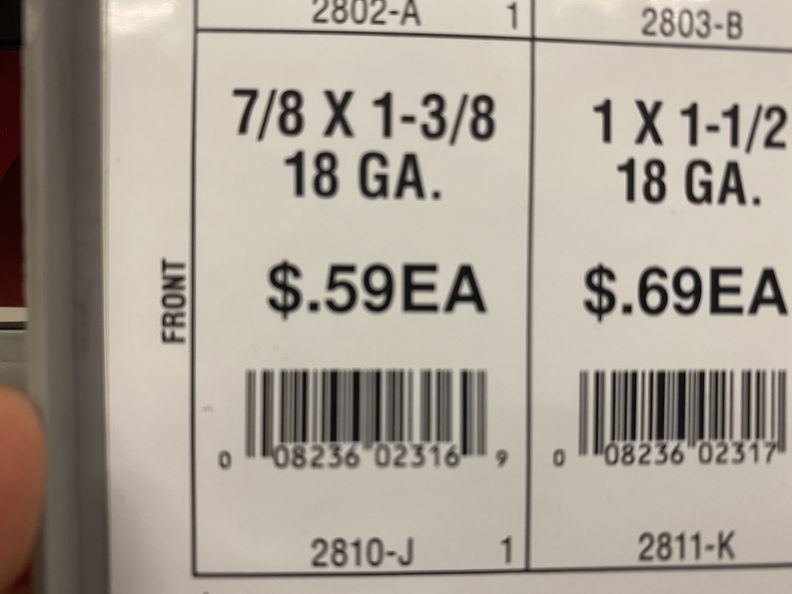 2802-A 1
2803-B
7/8 X 1-3/8
18 GA.
$.59EA
FRONT
0 08236 02316 9
2810-J 1
1 X 1-1/2
18 GA.
$.69EA
0 08236 02317
2811-K